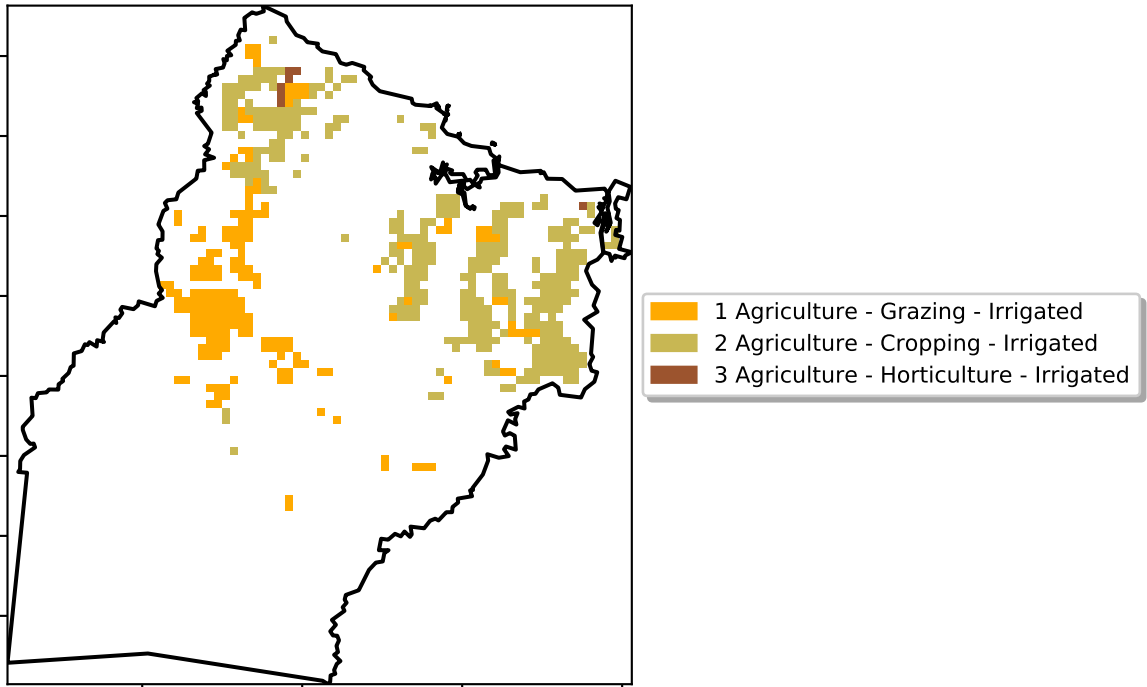 1 Agriculture - Grazing - Irrigated
2 Agriculture - Cropping - Irrigated
3 Agriculture - Horticulture - Irrigated